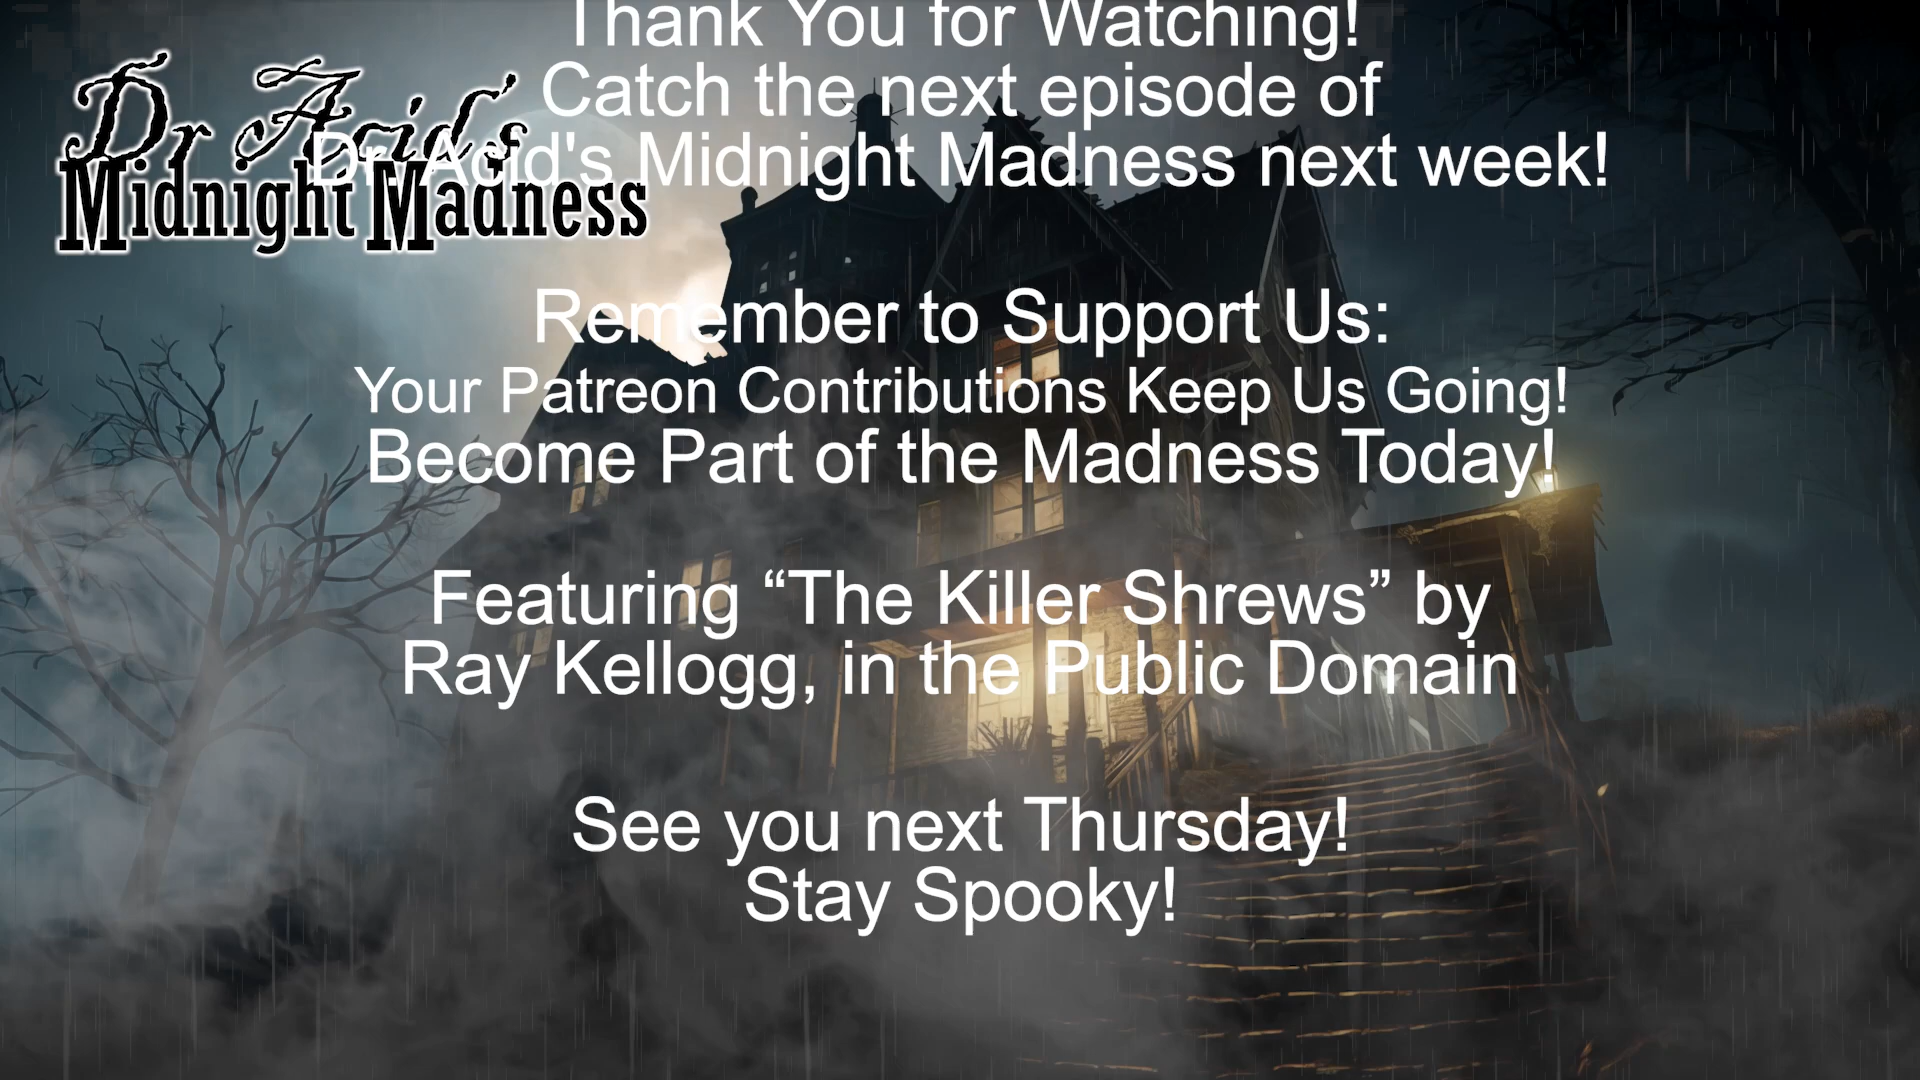 Thank You for Watching!
Catch the next episode of
Dr. Acid's Midnight Madness next week!
Dr Acid's
Midnight Madness
Remember to Support Us:
Your Patreon Contributions Keep Us Going!
Become Part of the Madness Today!
Featuring “The Killer Shrews” by
Ray Kellogg, in the Public Domain
See you next Thursday!
Stay Spooky!